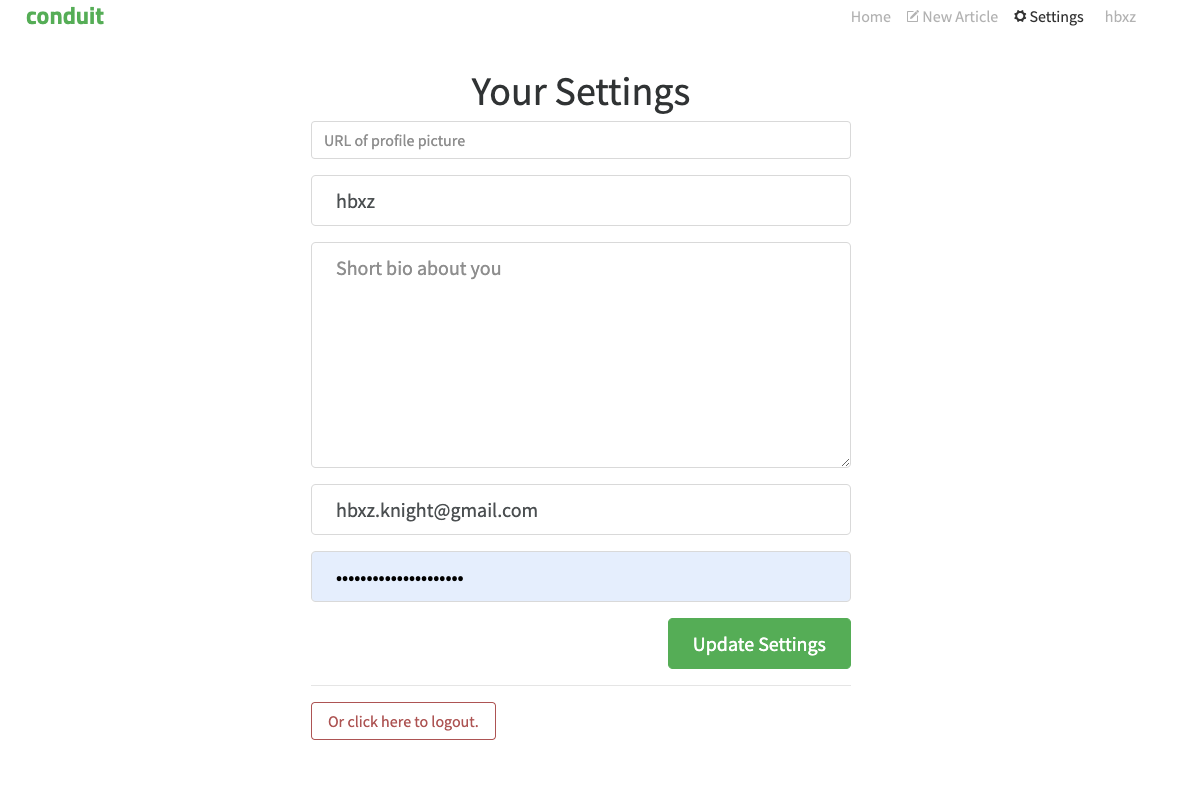 conduit
Home New Article Settings hbxz
Your Settings
URL of profile picture
hbxz
Short bio about you
hbxz.knight@gmail.com
•••••••••••••••••••••
Update Settings
Or click here to logout.